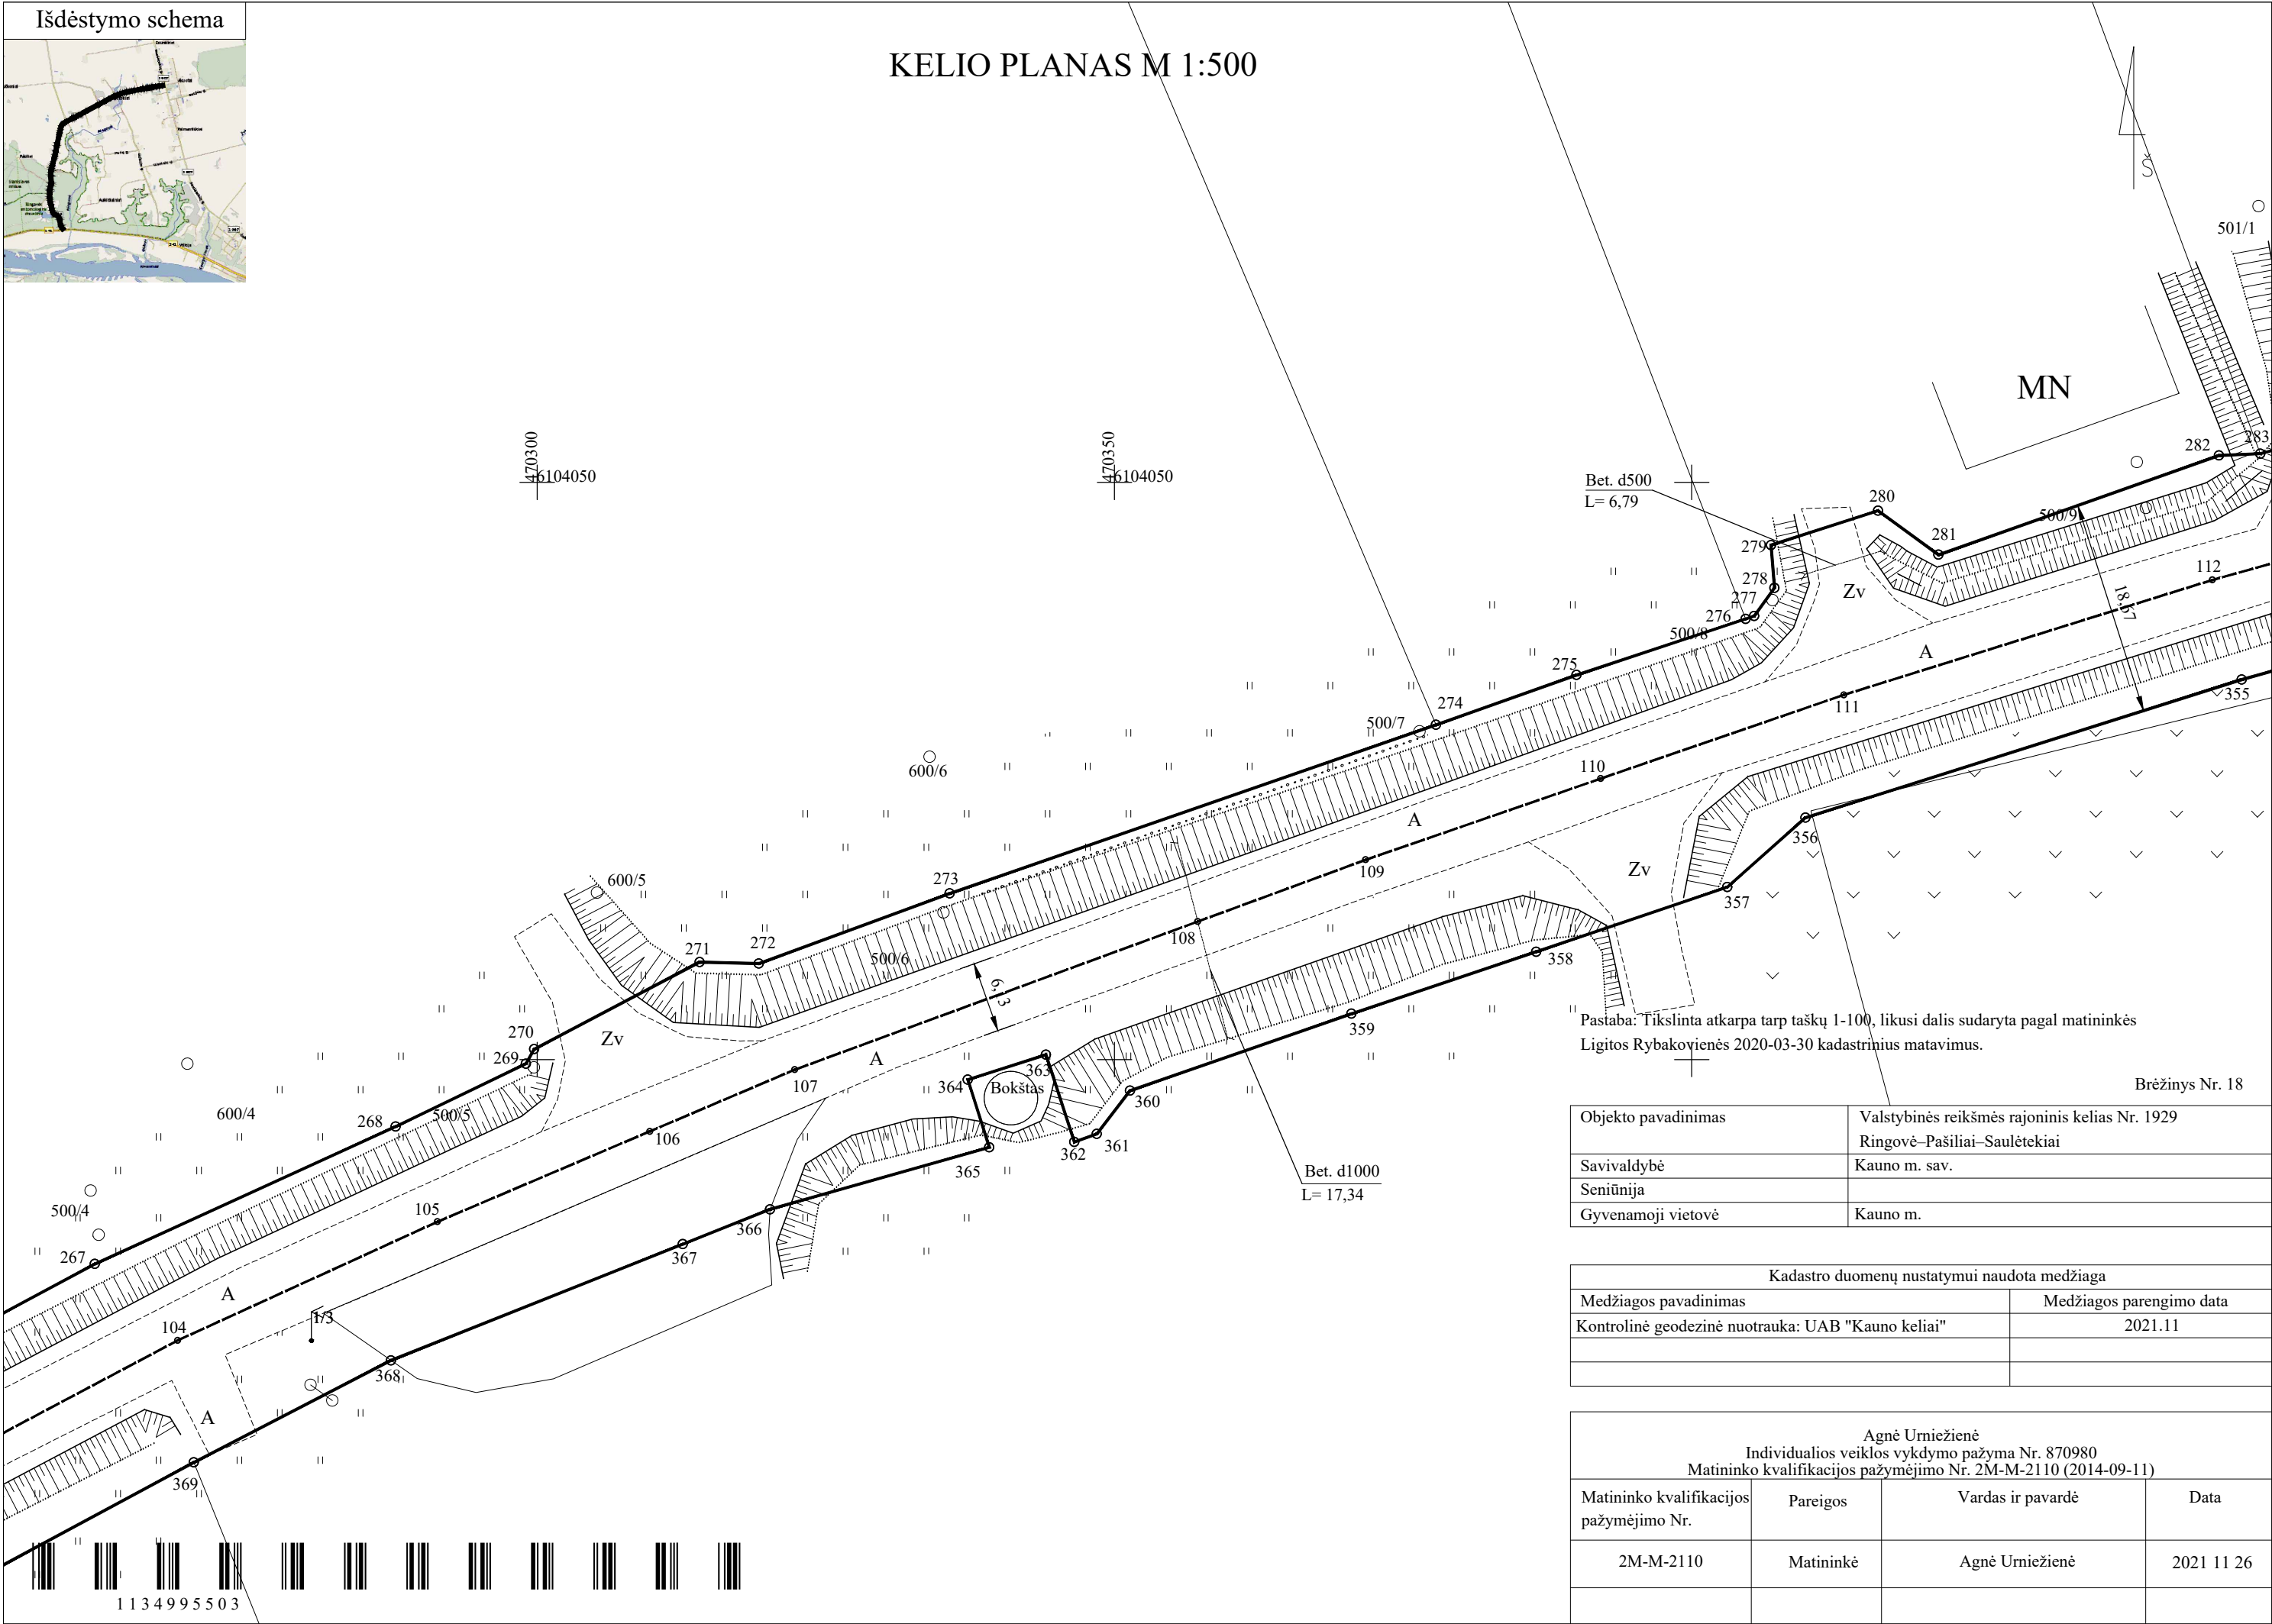 Išdėstymo schema
KELIO PLANAS M 1:500
Š
501/1
MN
470300
6104050
470350
6104050
Bet. d500
L= 6,79
282
283
280
281
500/9
279
278
277
276
500/8
Zv
112
18,67
A
275
355
274
500/7
111
600/6
110
A
356
600/5
273
109
Zv
357
271
272
500/6
108
358
6,13
359
270
269
Zv
A
363
364
Bokštas
360
107
600/4
268
500/5
106
361
362
365
Bet. d1000
L= 17,34
500/4
105
366
267
367
A
1/3
104
368
A
369
Pastaba: Tikslinta atkarpa tarp taškų 1-100, likusi dalis sudaryta pagal matininkės
Ligitos Rybakovienės 2020-03-30 kadastrinius matavimus.
Brėžinys Nr. 18
Objekto pavadinimas Valstybinės reikšmės rajoninis kelias Nr. 1929
Ringovė–Pašiliai–Saulėtekiai
Savivaldybė Kauno m. sav.
Seniūnija
Gyvenamoji vietovė Kauno m.
Kadastro duomenų nustatymui naudota medžiaga
Medžiagos pavadinimas Medžiagos parengimo data
Kontrolinė geodezinė nuotrauka: UAB "Kauno keliai" 2021.11
Agnė Urniežienė
Individualios veiklos vykdymo pažyma Nr. 870980
Matininko kvalifikacijos pažymėjimo Nr. 2M-M-2110 (2014-09-11)
Matininko kvalifikacijos Pareigos Vardas ir pavardė Data
pažymėjimo Nr.
2M-M-2110 Matininkė Agnė Urniežienė 2021 11 26
1 1 3 4 9 9 5 5 0 3